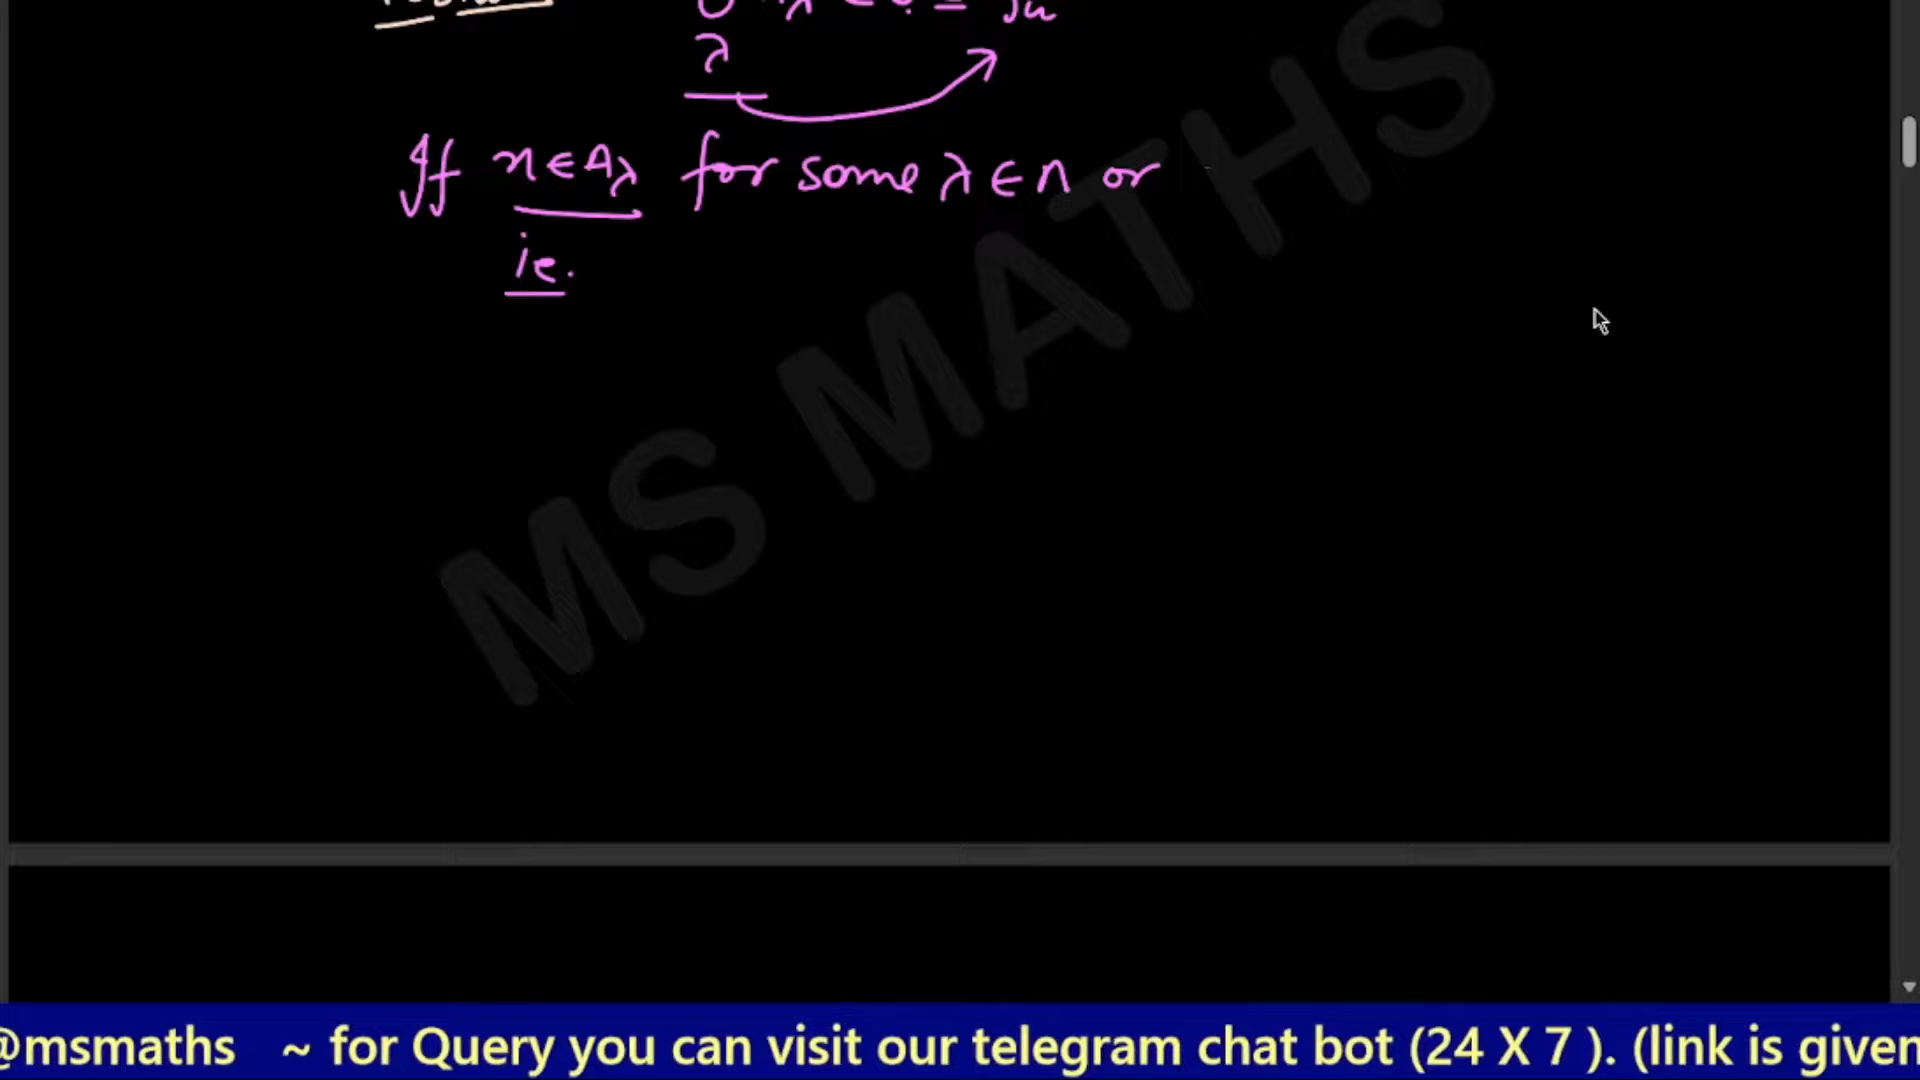 λ
If x ∈ Aλ for some λ ∈ Λ or
ie.
MS MATHS
@msmaths ~ for Query you can visit our telegram chat bot (24 X 7 ). (link is given